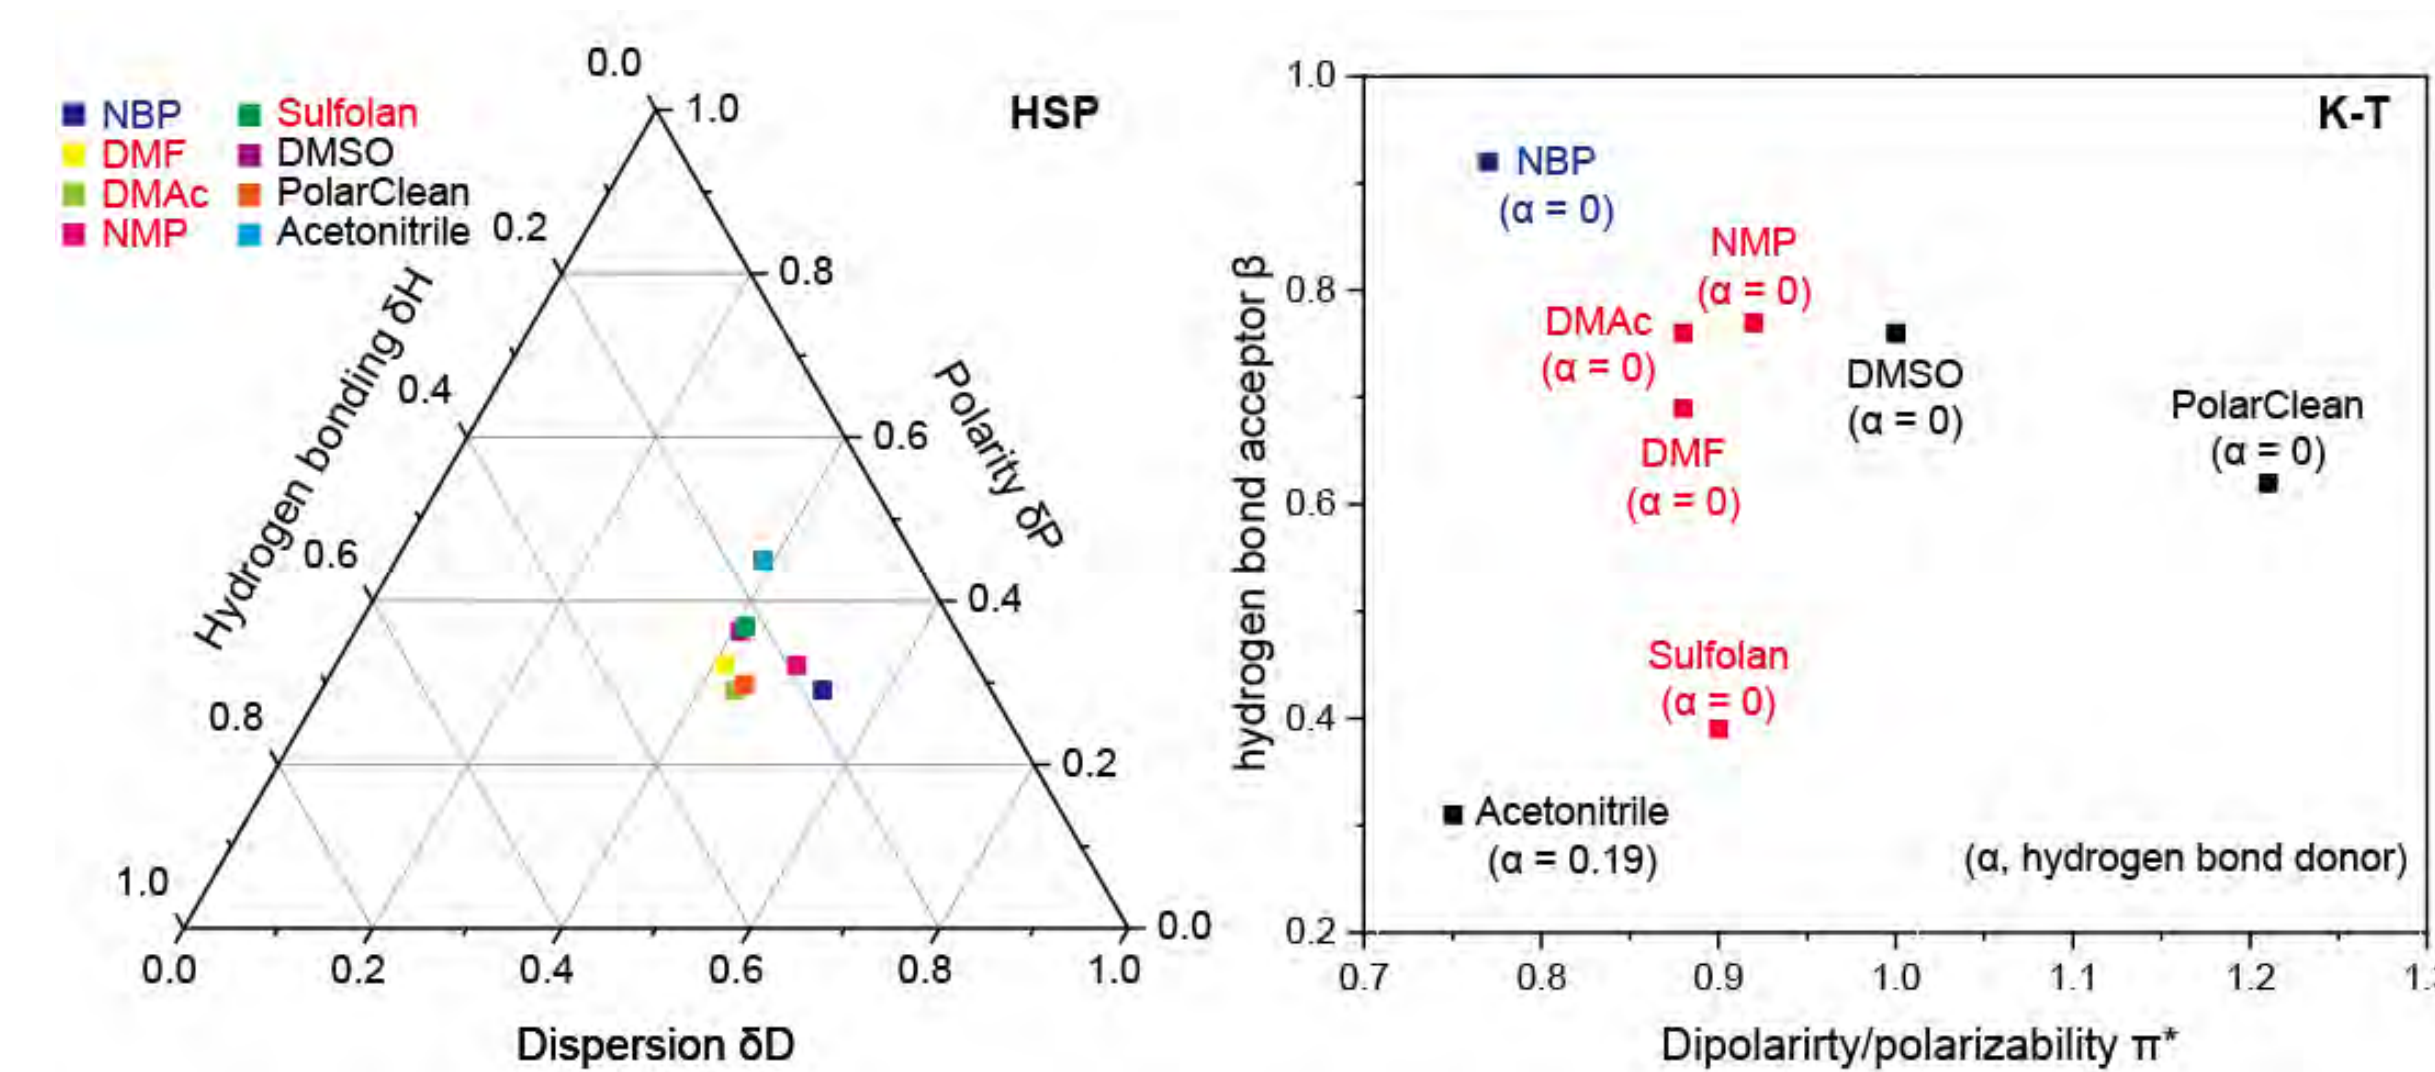 NBP
DMF
DMAc
NMP
Sulfolan
DMSO
PolarClean
Acetonitrile
HSP
0.0
0.2
0.4
0.6
0.8
1.0
Hydrogen bonding δH
1.0
0.8
0.6
0.4
0.2
0.0
Polarity δP
0.0
0.2
0.4
0.6
0.8
1.0
Dispersion δD
K-T
1.0
0.8
0.6
0.4
0.2
hydrogen bond acceptor β
NBP
(α = 0)
NMP
(α = 0)
DMAc
(α = 0)
DMSO
(α = 0)
PolarClean
(α = 0)
DMF
(α = 0)
Sulfolan
(α = 0)
Acetonitrile
(α = 0.19)
(α, hydrogen bond donor)
0.7
0.8
0.9
1.0
1.1
1.2
Dipolarirty/polarizability π*